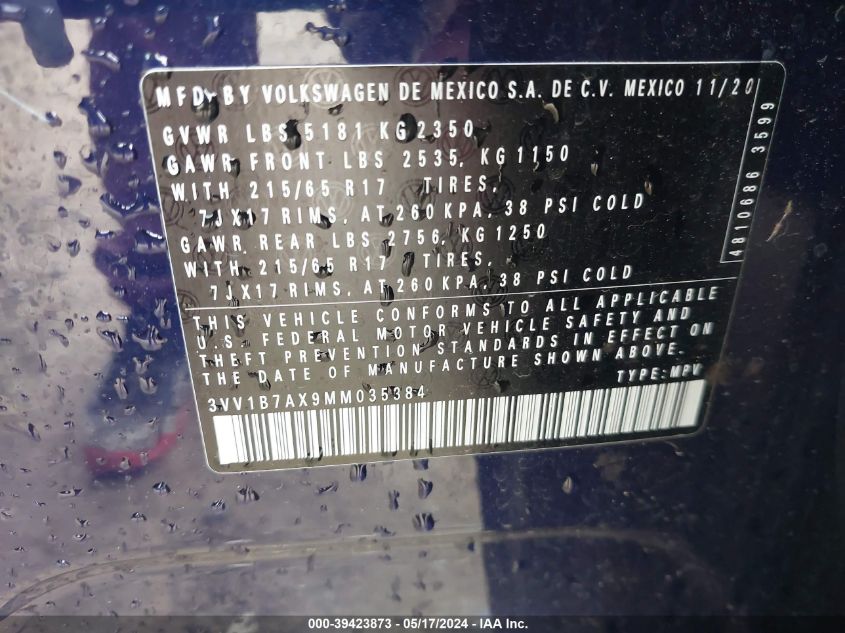 MFD BY VOLKSWAGEN DE MEXICO S.A. DE C.V. MEXICO 11/20
GVWR LBS 5181 KG 2350
GAWR FRONT LBS 2535, KG 1150
WITH 215/65 R17 TIRES,
7JX17 RIMS, AT 260 KPA, 38 PSI COLD
GAWR REAR LBS 2756, KG 1250
WITH 215/65 R17 TIRES,
7JX17 RIMS, AT 260 KPA, 38 PSI COLD
THIS VEHICLE CONFORMS TO ALL APPLICABLE
U.S. FEDERAL MOTOR VEHICLE SAFETY AND
THEFT PREVENTION STANDARDS IN EFFECT ON
THE DATE OF MANUFACTURE SHOWN ABOVE.
TYPE: MPV
3VV1B7AX9MM035384
4810686 3599
000-39423873 - 05/17/2024 - IAA Inc.